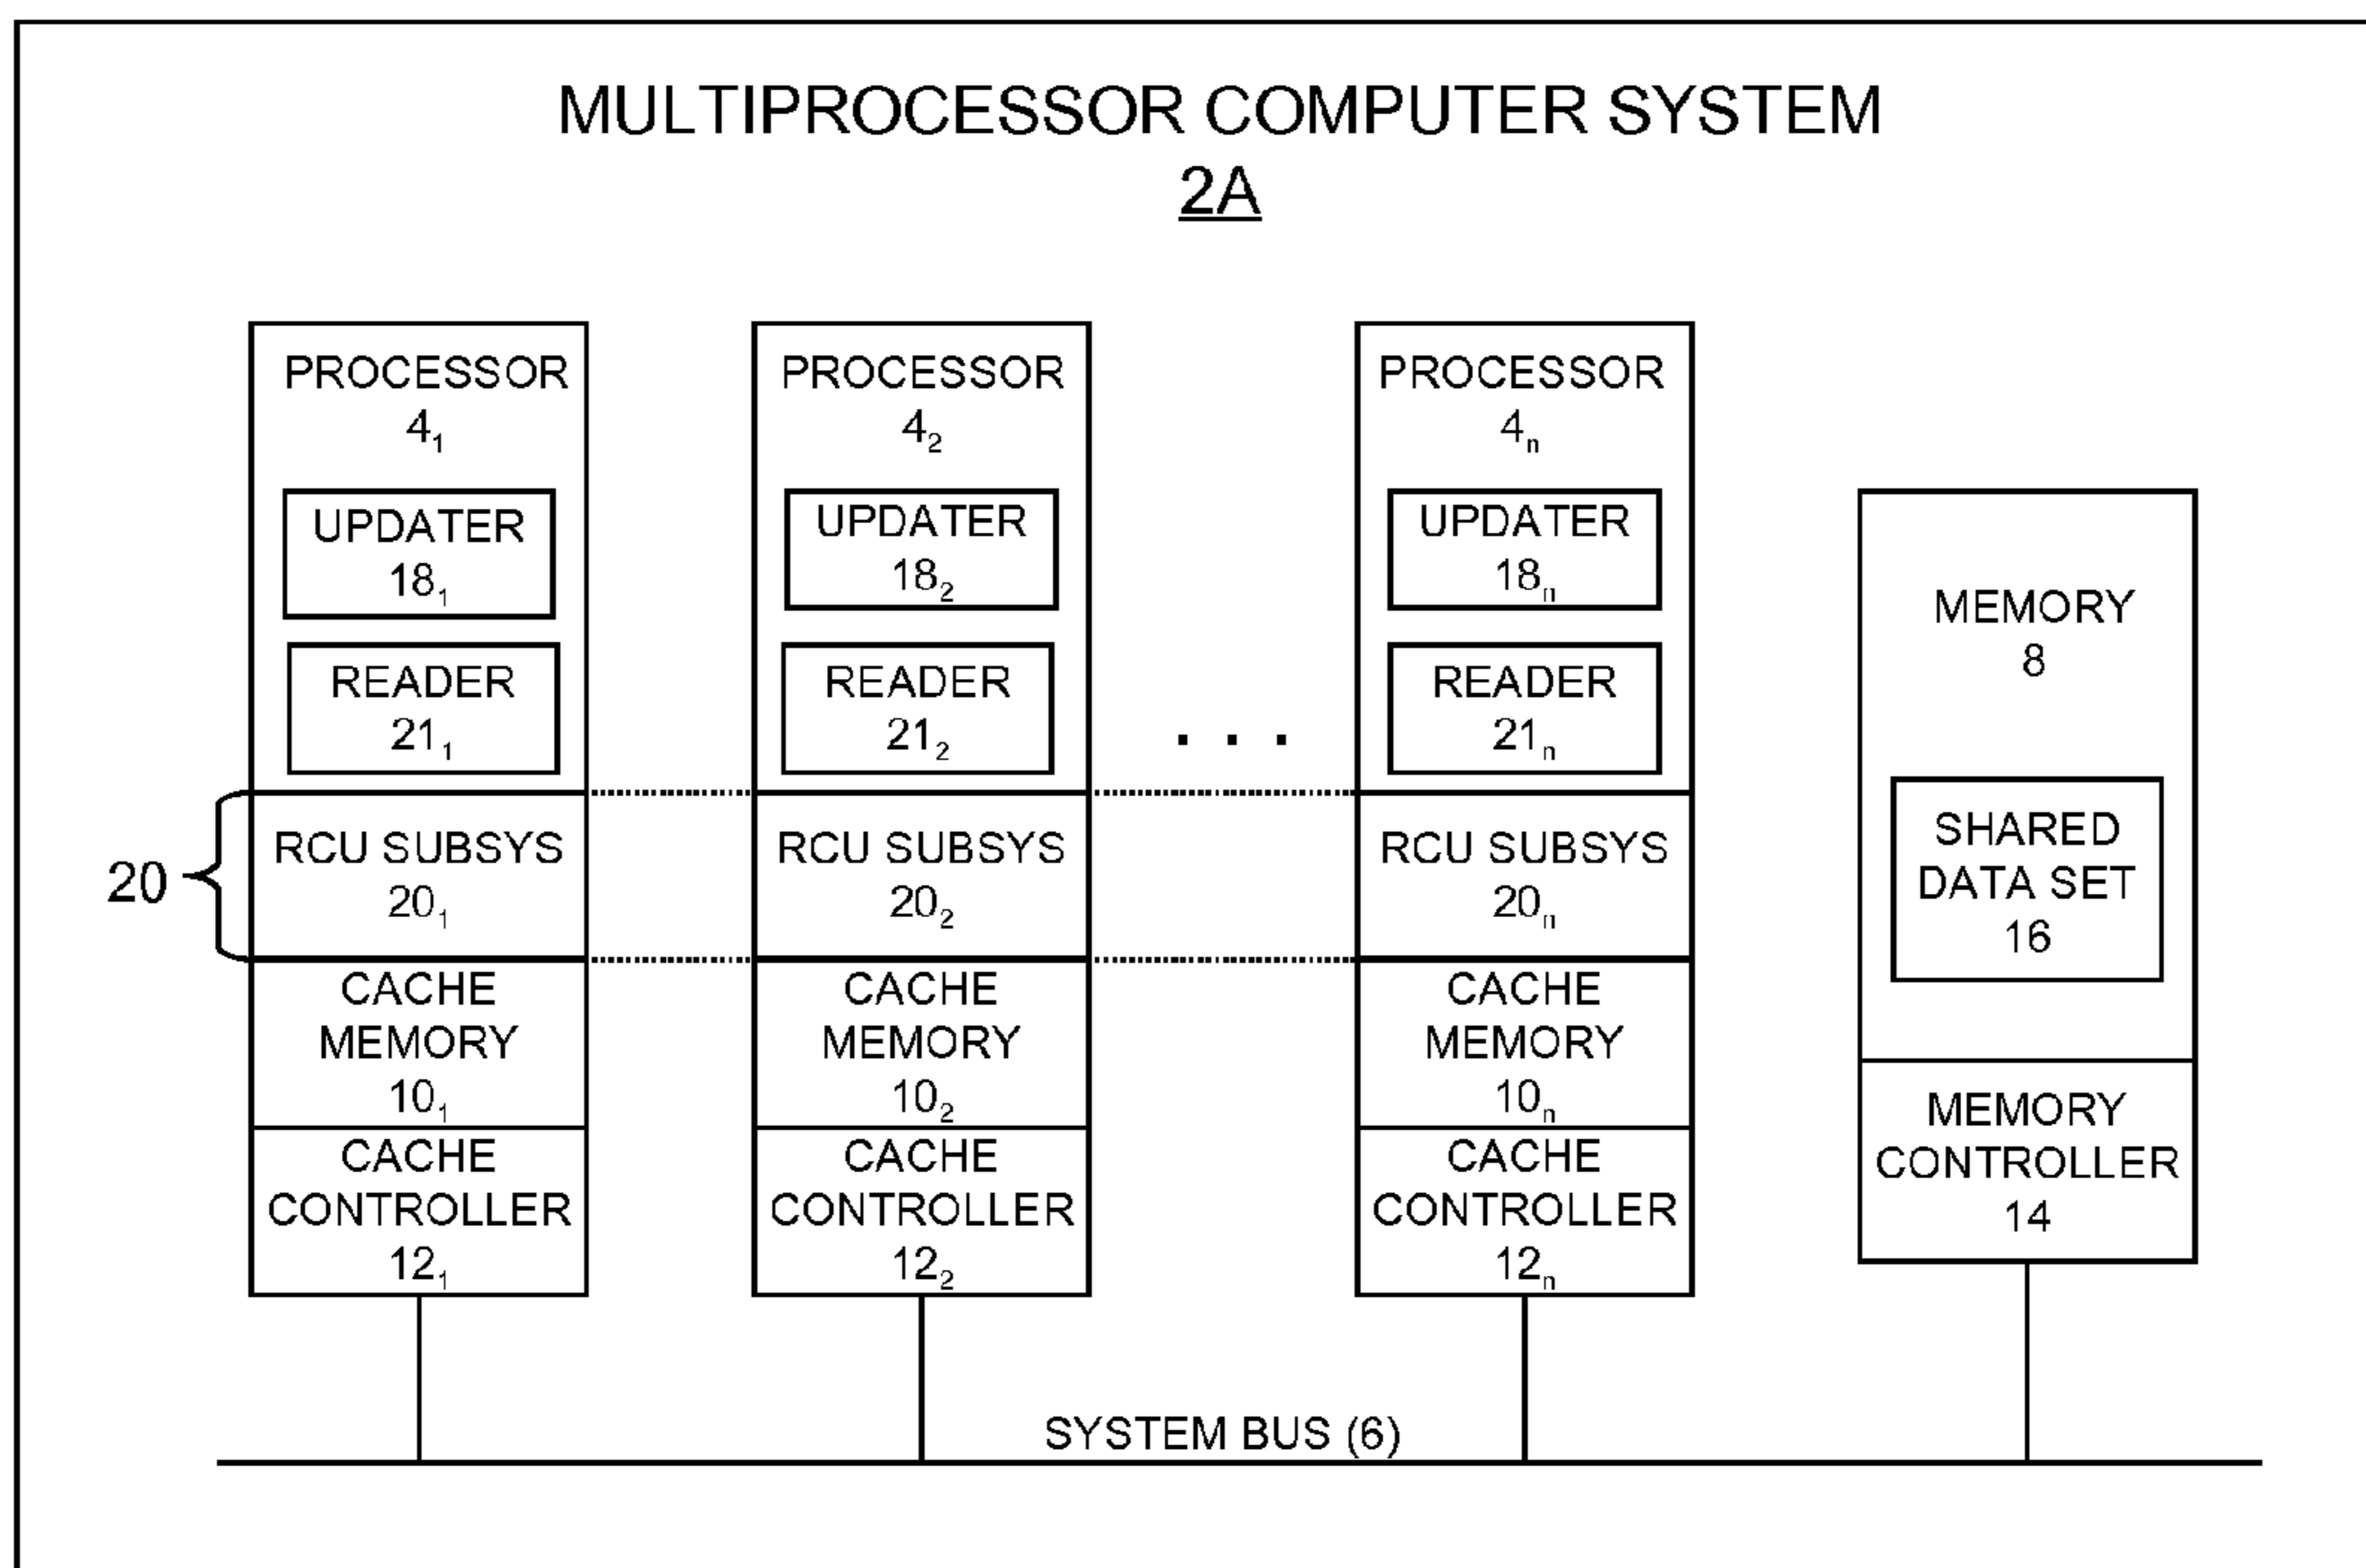 MULTIPROCESSOR COMPUTER SYSTEM
2A
PROCESSOR
4₁
UPDATER
18₁
READER
21₁
RCU SUBSYS
20₁
CACHE
MEMORY
10₁
CACHE
CONTROLLER
12₁
PROCESSOR
4₂
UPDATER
18₂
READER
21₂
RCU SUBSYS
20₂
CACHE
MEMORY
10₂
CACHE
CONTROLLER
12₂
. . .
PROCESSOR
4ₙ
UPDATER
18ₙ
READER
21ₙ
RCU SUBSYS
20ₙ
CACHE
MEMORY
10ₙ
CACHE
CONTROLLER
12ₙ
MEMORY
8
SHARED
DATA SET
16
MEMORY
CONTROLLER
14
20
SYSTEM BUS (6)